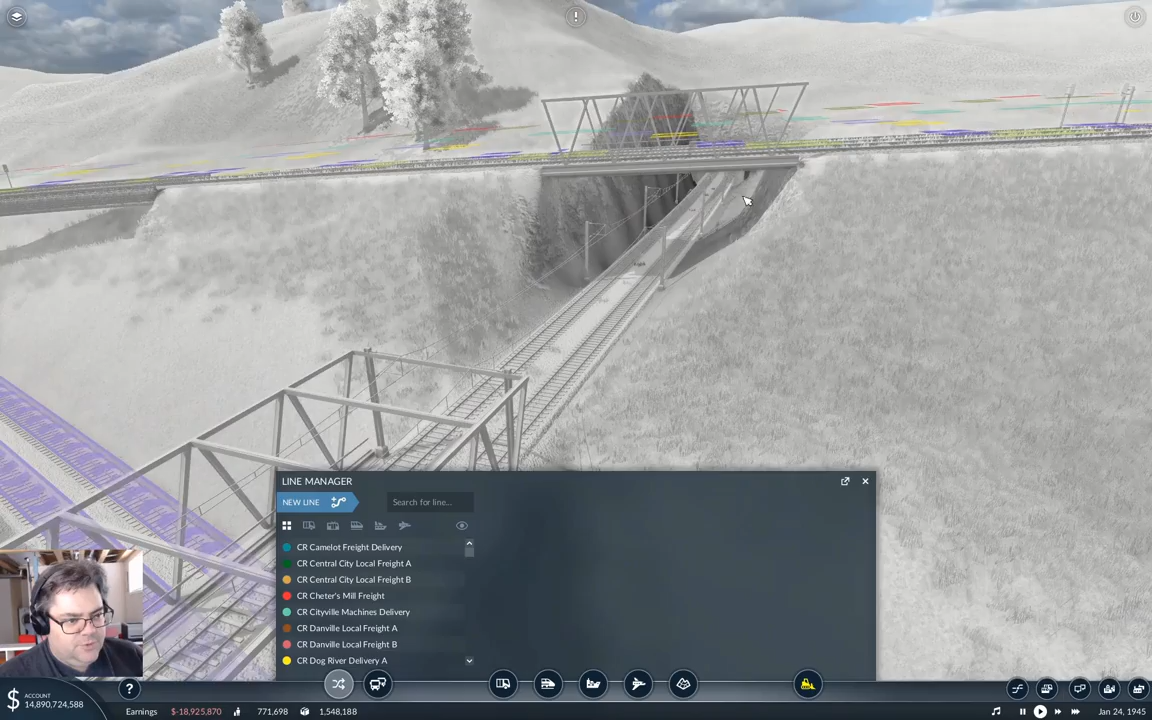 LINE MANAGER
NEW LINE
Search for line...
CR Camelot Freight Delivery
CR Central City Local Freight A
CR Central City Local Freight B
CR Cheter's Mill Freight
CR Cityville Machines Delivery
CR Danville Local Freight A
CR Danville Local Freight B
CR Dog River Delivery A
$ ACCOUNT
14,890,724,588
?
Earnings $-18,925,870 771,698 1,548,188 Jan 24, 1945